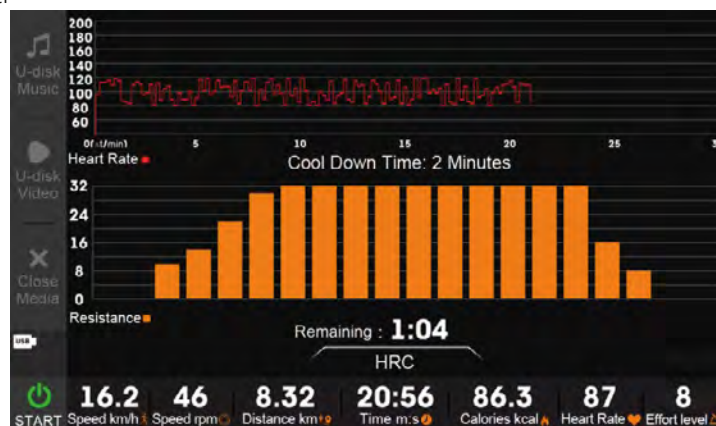 200
180
160
140
120
100
80
60
5 10 15 20 25
Heart Rate
Cool Down Time: 2 Minutes
U-disk
Music
U-disk
Video
Close
Media
USB
32
24
16
8
0
Resistance
Remaining : 1:04
HRC
16.2 46 8.32 20:56 86.3 87 8
START Speed km/h Speed rpm Distance km Time m:s Calories kcal Heart Rate Effort level